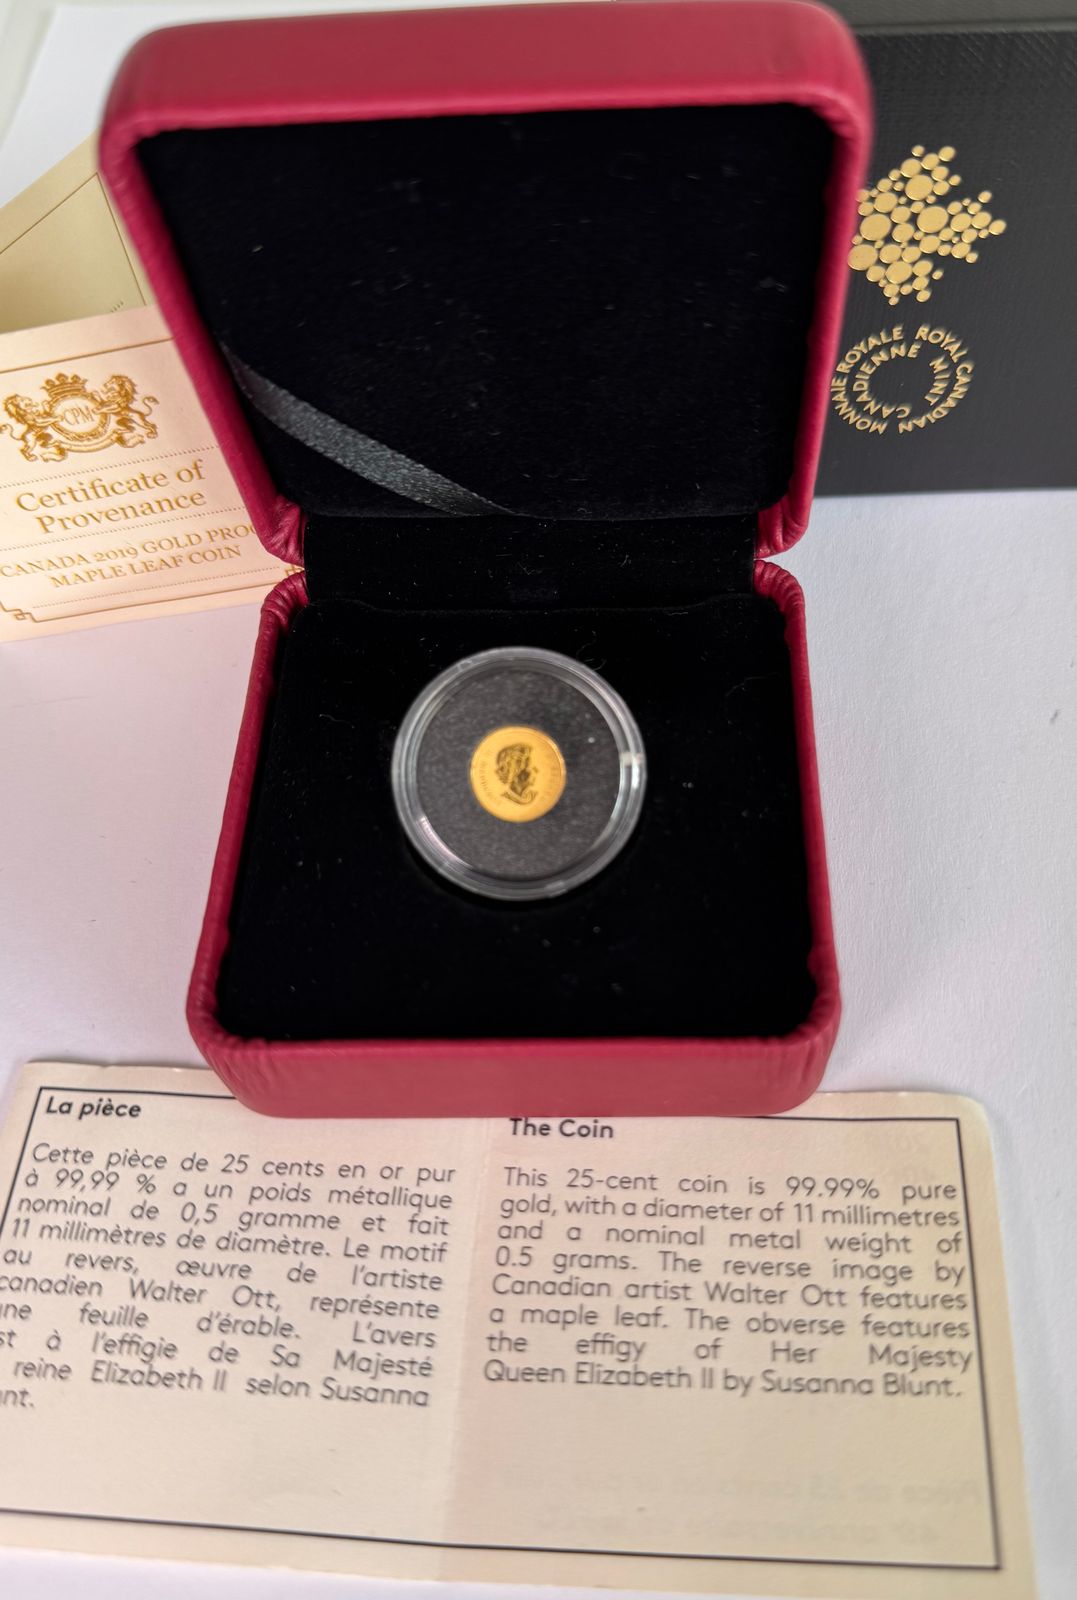 MONNAIE ROYALE CANADIENNE
ROYAL CANADIAN MINT
CPM
Certificate of
Provenance
CANADA 2019 GOLD PROO
MAPLE LEAF COIN
La pièce
Cette pièce de 25 cents en or pur
à 99,99 % a un poids métallique
nominal de 0,5 gramme et fait
11 millimètres de diamètre. Le motif
au revers, œuvre de l'artiste
canadien Walter Ott, représente
une feuille d'érable. L'avers
st à l'effigie de Sa Majesté
reine Elizabeth II selon Susanna
nt.
The Coin
This 25-cent coin is 99.99% pure
gold, with a diameter of 11 millimetres
and a nominal metal weight of
0.5 grams. The reverse image by
Canadian artist Walter Ott features
a maple leaf. The obverse features
the effigy of Her Majesty
Queen Elizabeth II by Susanna Blunt.